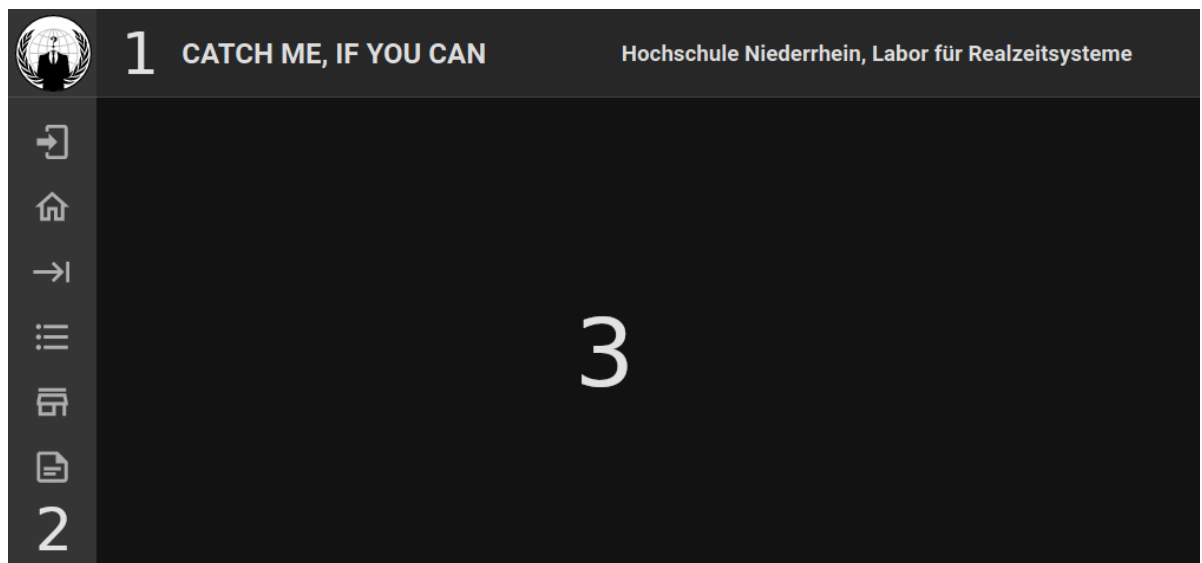 ?
1 CATCH ME, IF YOU CAN Hochschule Niederrhein, Labor für Realzeitsysteme
3
2